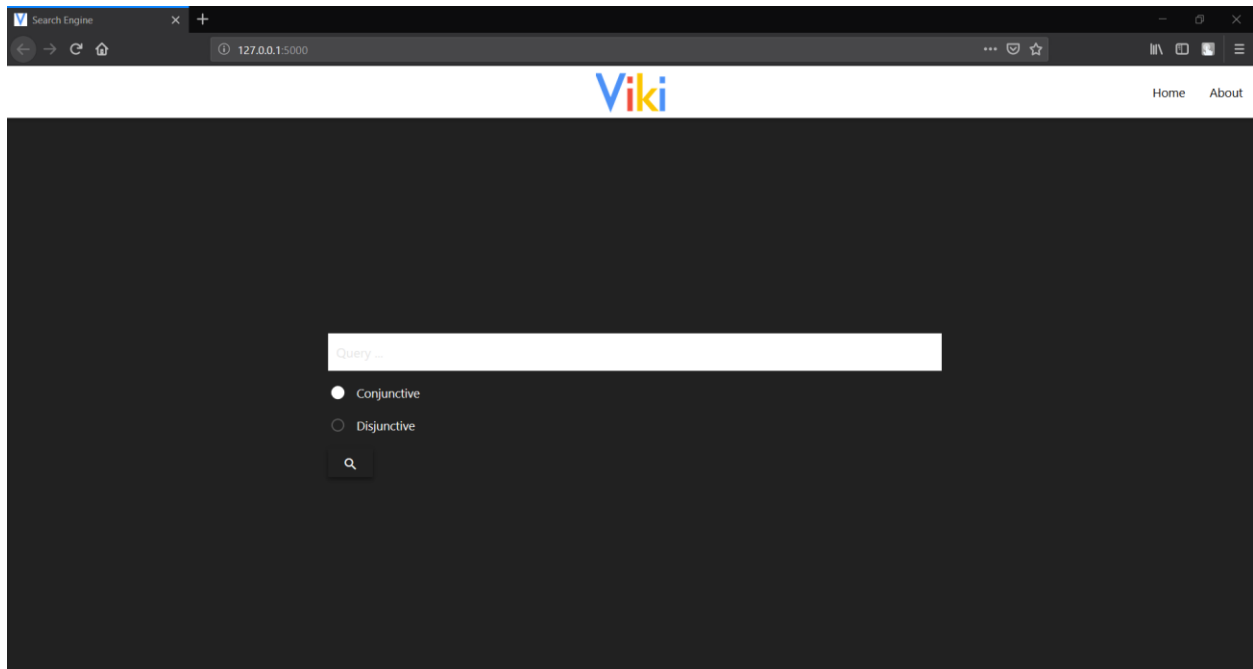 Search Engine
127.0.0.1:5000
Viki
Home About
Query ...
Conjunctive
Disjunctive